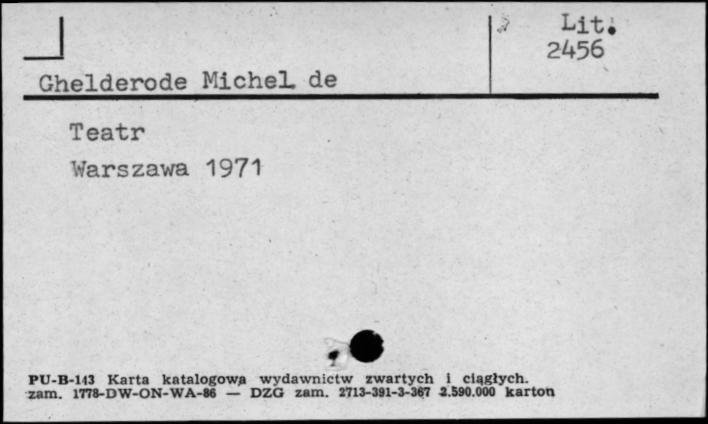 Lit.
2456
Ghelderode Michel de
Teatr
Warszawa 1971
PU-B-143 Karta katalogowa wydawnictw zwartych i ciągłych.
zam. 1778-DW-ON-WA-86 — DZG zam. 2713-391-3-367 2.590.000 karton